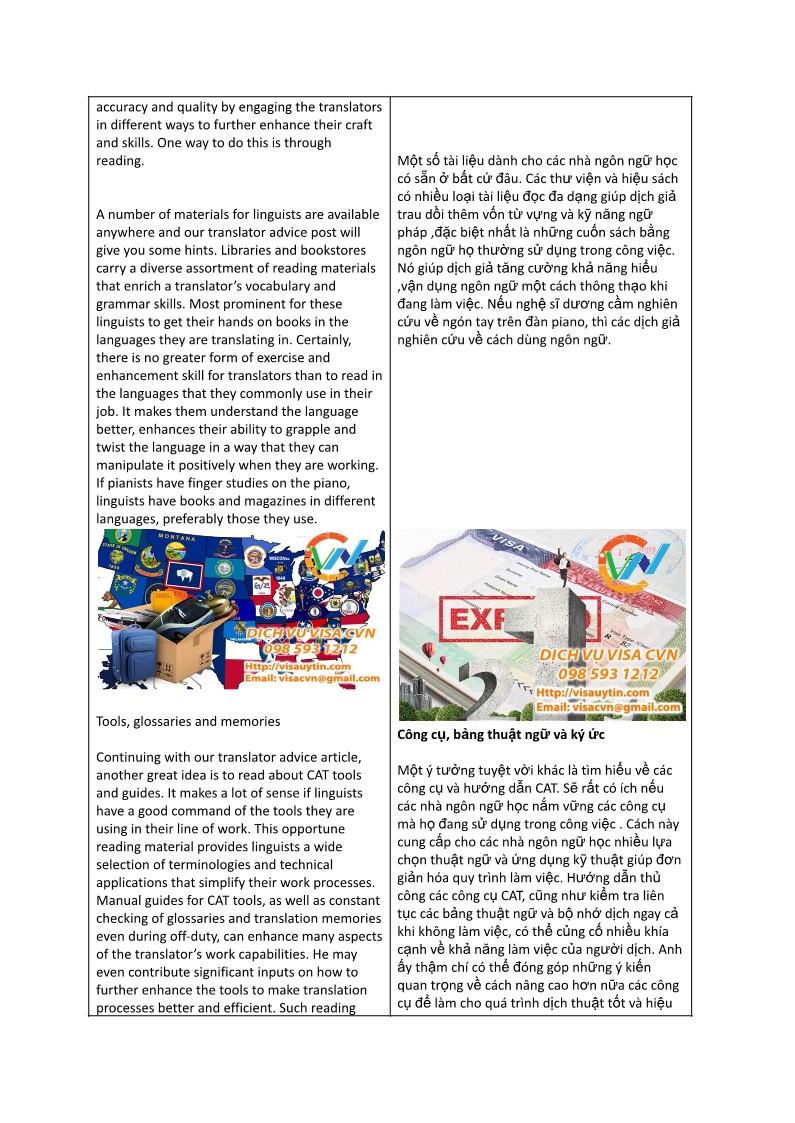 accuracy and quality by engaging the translators
in different ways to further enhance their craft
and skills. One way to do this is through
reading.
A number of materials for linguists are available
anywhere and our translator advice post will
give you some hints. Libraries and bookstores
carry a diverse assortment of reading materials
that enrich a translator’s vocabulary and
grammar skills. Most prominent for these
linguists to get their hands on books in the
languages they are translating in. Certainly,
there is no greater form of exercise and
enhancement skill for translators than to read in
the languages that they commonly use in their
job. It makes them understand the language
better, enhances their ability to grapple and
twist the language in a way that they can
manipulate it positively when they are working.
If pianists have finger studies on the piano,
linguists have books and magazines in different
languages, preferably those they use.
MONTANA
WISCONSIN
1848
CVN
DỊCH VỤ VISA CVN
098 593 1212
Http://visauytin.com
Email: visacvn@gmail.com
Tools, glossaries and memories
Continuing with our translator advice article,
another great idea is to read about CAT tools
and guides. It makes a lot of sense if linguists
have a good command of the tools they are
using in their line of work. This opportune
reading material provides linguists a wide
selection of terminologies and technical
applications that simplify their work processes.
Manual guides for CAT tools, as well as constant
checking of glossaries and translation memories
even during off-duty, can enhance many aspects
of the translator’s work capabilities. He may
even contribute significant inputs on how to
further enhance the tools to make translation
processes better and efficient. Such reading
Một số tài liệu dành cho các nhà ngôn ngữ học
có sẵn ở bất cứ đâu. Các thư viện và hiệu sách
có nhiều loại tài liệu đọc đa dạng giúp dịch giả
trau dồi thêm vốn từ vựng và kỹ năng ngữ
pháp ,đặc biệt nhất là những cuốn sách bằng
ngôn ngữ họ thường sử dụng trong công việc.
Nó giúp dịch giả tăng cường khả năng hiểu
,vận dụng ngôn ngữ một cách thông thạo khi
đang làm việc. Nếu nghệ sĩ dương cầm nghiên
cứu về ngón tay trên đàn piano, thì các dịch giả
nghiên cứu về cách dùng ngôn ngữ.
VISA
Surname
Control Number
Visa Type
EXP
CVN
21
DỊCH VỤ VISA CVN
098 593 1212
Http://visauytin.com
Email: visacvn@gmail.com
Công cụ, bảng thuật ngữ và ký ức
Một ý tưởng tuyệt vời khác là tìm hiểu về các
công cụ và hướng dẫn CAT. Sẽ rất có ích nếu
các nhà ngôn ngữ học nắm vững các công cụ
mà họ đang sử dụng trong công việc . Cách này
cung cấp cho các nhà ngôn ngữ học nhiều lựa
chọn thuật ngữ và ứng dụng kỹ thuật giúp đơn
giản hóa quy trình làm việc. Hướng dẫn thủ
công các công cụ CAT, cũng như kiểm tra liên
tục các bảng thuật ngữ và bộ nhớ dịch ngay cả
khi không làm việc, có thể củng cố nhiều khía
cạnh về khả năng làm việc của người dịch. Anh
ấy thậm chí có thể đóng góp những ý kiến
quan trọng về cách nâng cao hơn nữa các công
cụ để làm cho quá trình dịch thuật tốt và hiệu